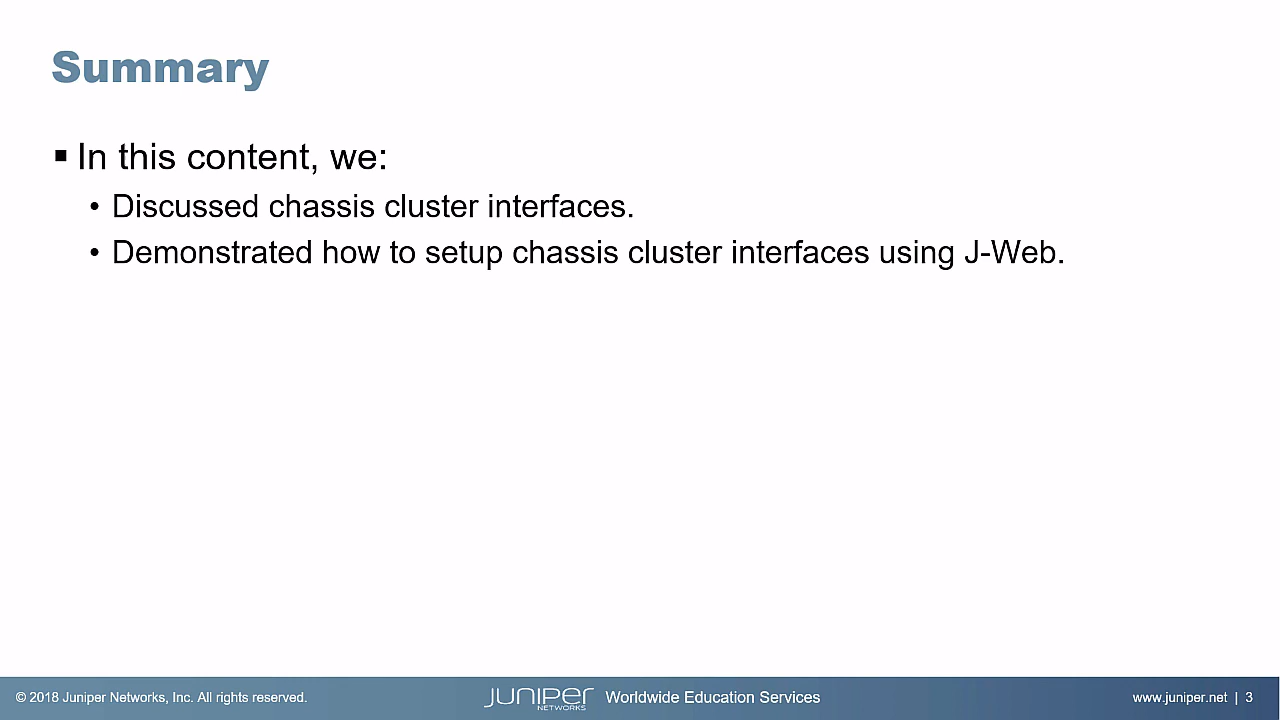 Summary
▪ In this content, we:
• Discussed chassis cluster interfaces.
• Demonstrated how to setup chassis cluster interfaces using J-Web.
© 2018 Juniper Networks, Inc. All rights reserved.
JUNIPER NETWORKS Worldwide Education Services
www.juniper.net | 3